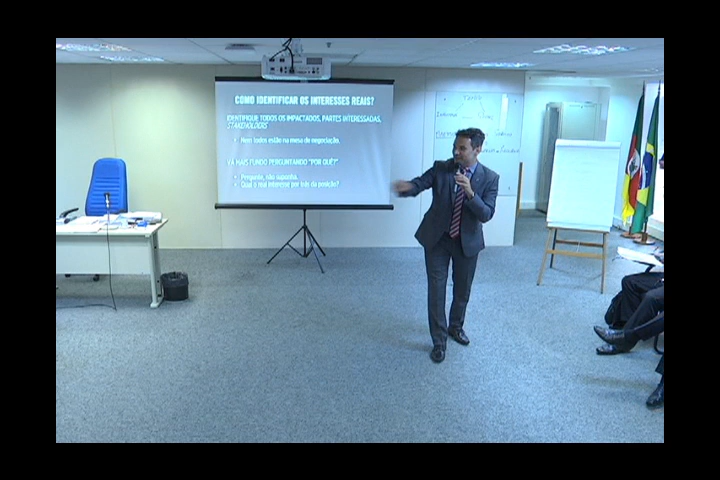 COMO IDENTIFICAR OS INTERESSES REAIS?
IDENTIFIQUE TODOS OS IMPACTADOS, PARTES INTERESSADAS,
STAKEHOLDERS
• Nem todos estão na mesa de negociação.
VÁ MAIS FUNDO PERGUNTANDO "POR QUÊ?"
• Pergunte, não suponha.
• Qual o real interesse por trás da posição?